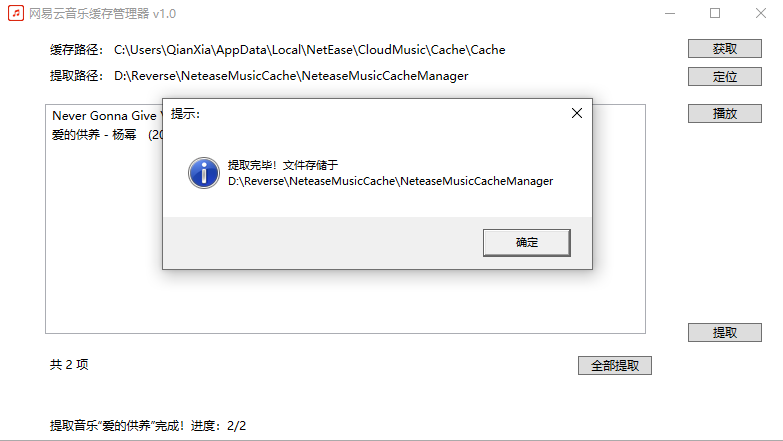 网易云音乐缓存管理器 v1.0
缓存路径： C:\Users\QianXia\AppData\Local\NetEase\CloudMusic\Cache\Cache
获取
提取路径： D:\Reverse\NeteaseMusicCache\NeteaseMusicCacheManager
定位
Never Gonna Give
播放
爱的供养 - 杨幂 (20
提示:
提取完毕！文件存储于
D:\Reverse\NeteaseMusicCache\NeteaseMusicCacheManager
确定
提取
共 2 项
全部提取
提取音乐“爱的供养”完成！进度：2/2